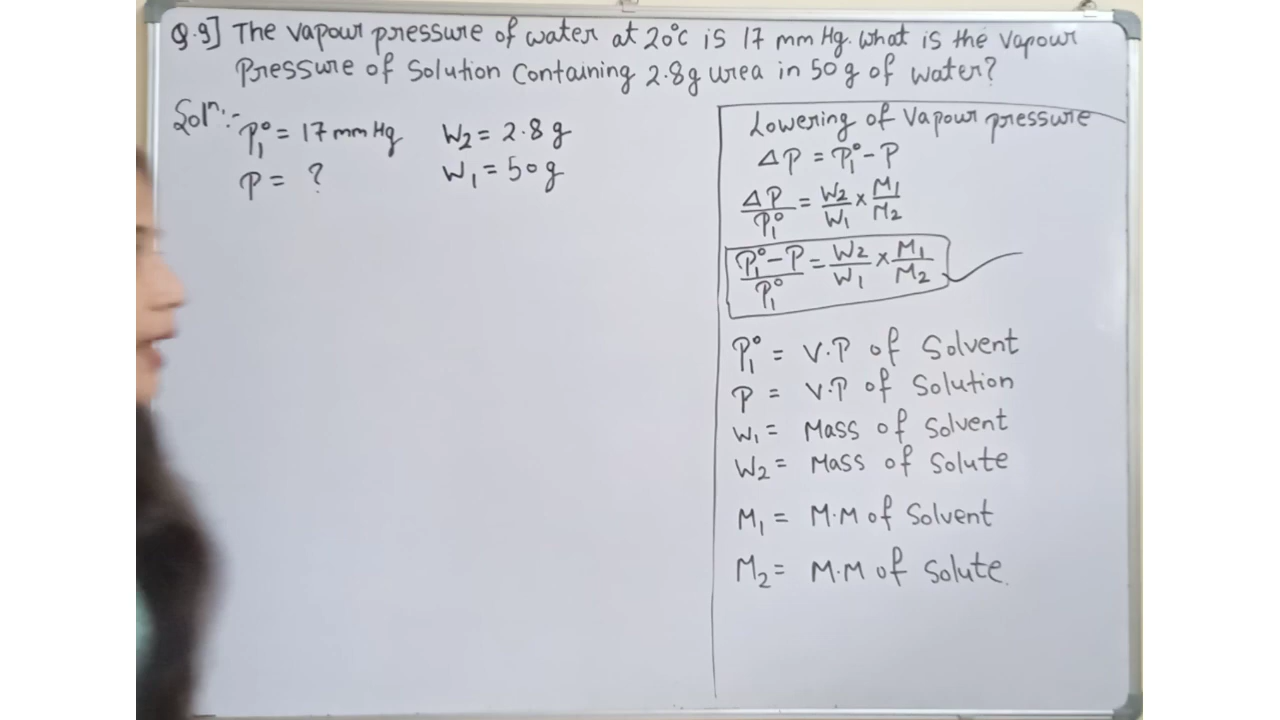 Q.9] The vapour pressure of water at 20°C is 17 mm Hg. What is the vapour
Pressure of Solution Containing 2.8g urea in 50g of water?
Solⁿ:-
P₁° = 17 mm Hg W₂ = 2.8 g
P = ? W₁ = 50 g
Lowering of Vapour pressure
ΔP = P₁° - P
ΔP/P₁° = W₂/W₁ × M₁/M₂
P₁° - P/P₁° = W₂/W₁ × M₁/M₂
P₁° = V.P of Solvent
P = V.P of Solution
W₁ = Mass of Solvent
W₂ = Mass of Solute
M₁ = M.M of Solvent
M₂ = M.M of Solute.